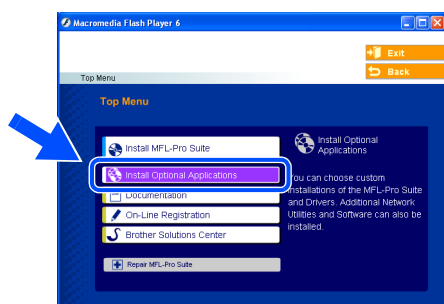 Macromedia Flash Player 6
Exit
Back
Top Menu
Top Menu
Install MFL-Pro Suite
Install Optional Applications
Documentation
On-Line Registration
Brother Solutions Center
Repair MFL-Pro Suite
Install Optional
Applications
You can choose custom
installations of the MFL-Pro Suite
and Drivers. Additional Network
Utilities and Software can also be
installed.